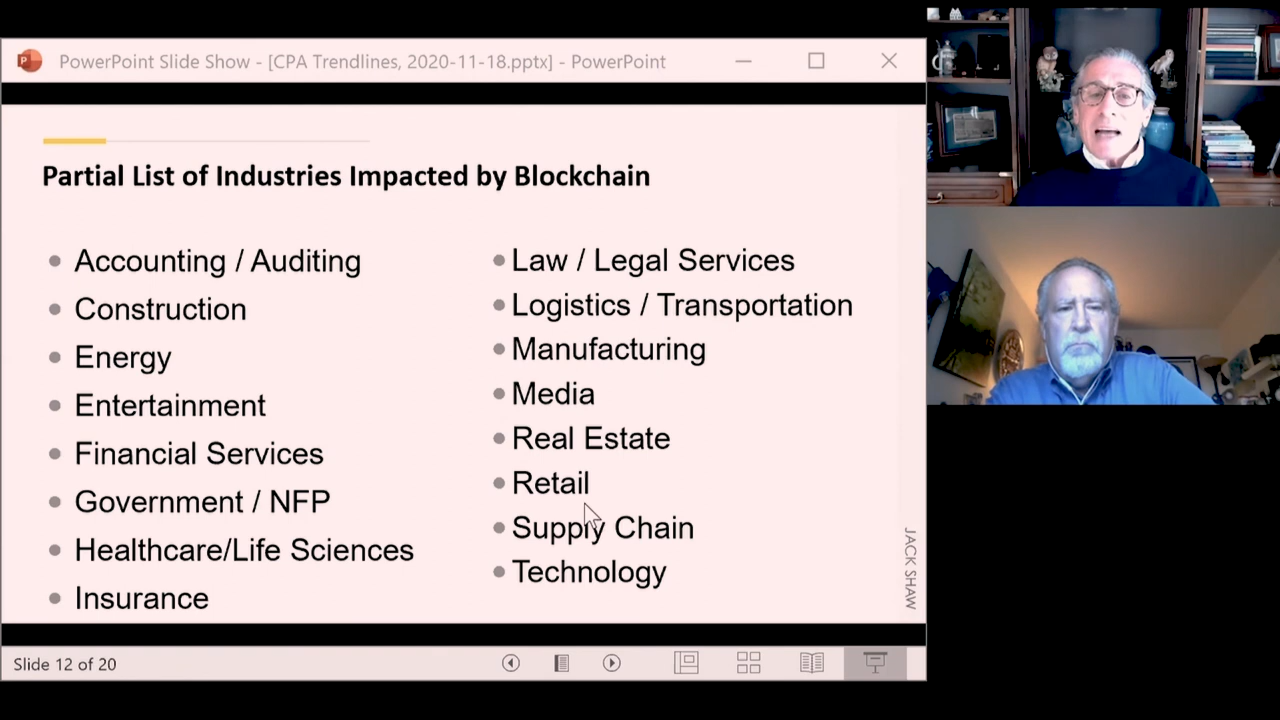 PowerPoint Slide Show - [CPA Trendlines, 2020-11-18.pptx] - PowerPoint
Partial List of Industries Impacted by Blockchain
Accounting / Auditing
Construction
Energy
Entertainment
Financial Services
Government / NFP
Healthcare/Life Sciences
Insurance
Law / Legal Services
Logistics / Transportation
Manufacturing
Media
Real Estate
Retail
Supply Chain
Technology
JACK SHAW
Slide 12 of 20